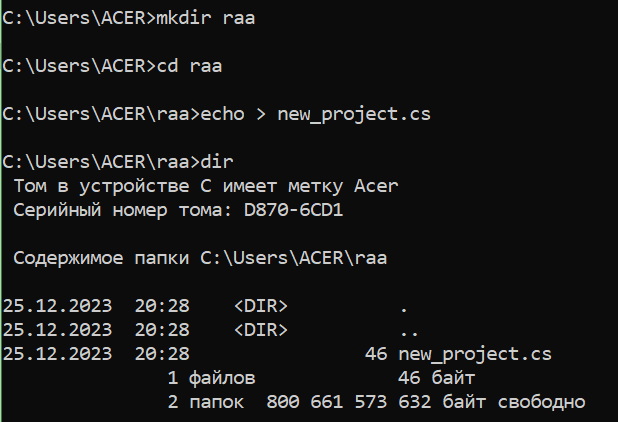 C:\Users\ACER>mkdir raa
C:\Users\ACER>cd raa
C:\Users\ACER\raa>echo > new_project.cs
C:\Users\ACER\raa>dir
 Том в устройстве C имеет метку Acer
 Серийный номер тома: D870-6CD1
 Содержимое папки C:\Users\ACER\raa
25.12.2023  20:28    <DIR>          .
25.12.2023  20:28    <DIR>          ..
25.12.2023  20:28                46 new_project.cs
               1 файлов             46 байт
               2 папок  800 661 573 632 байт свободно